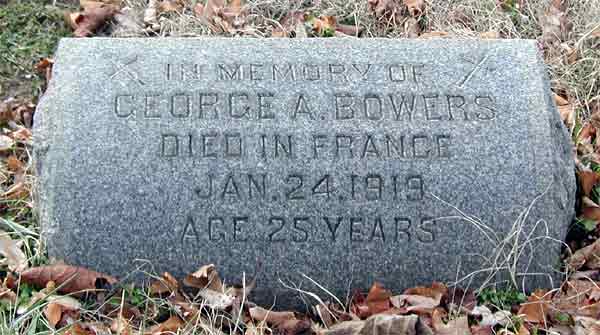 IN MEMORY OF
GEORGE A. BOWERS
DIED IN FRANCE
JAN. 24, 1919
AGE 25 YEARS